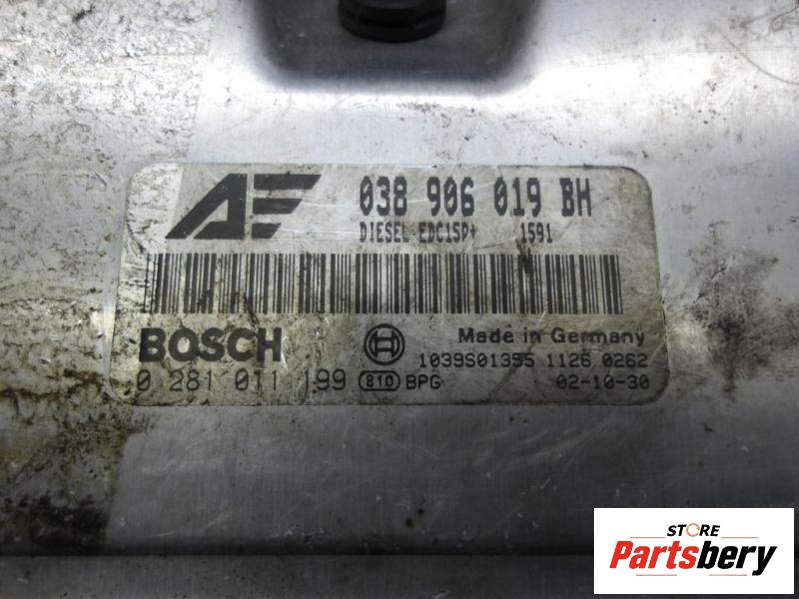 AE 038 906 019 BH
DIESEL EDC15P+ 1591
BOSCH
Made in Germany
1039S01355 1126 0262
0 281 011 199 810 BPG 02-10-30
STORE
Partsbery